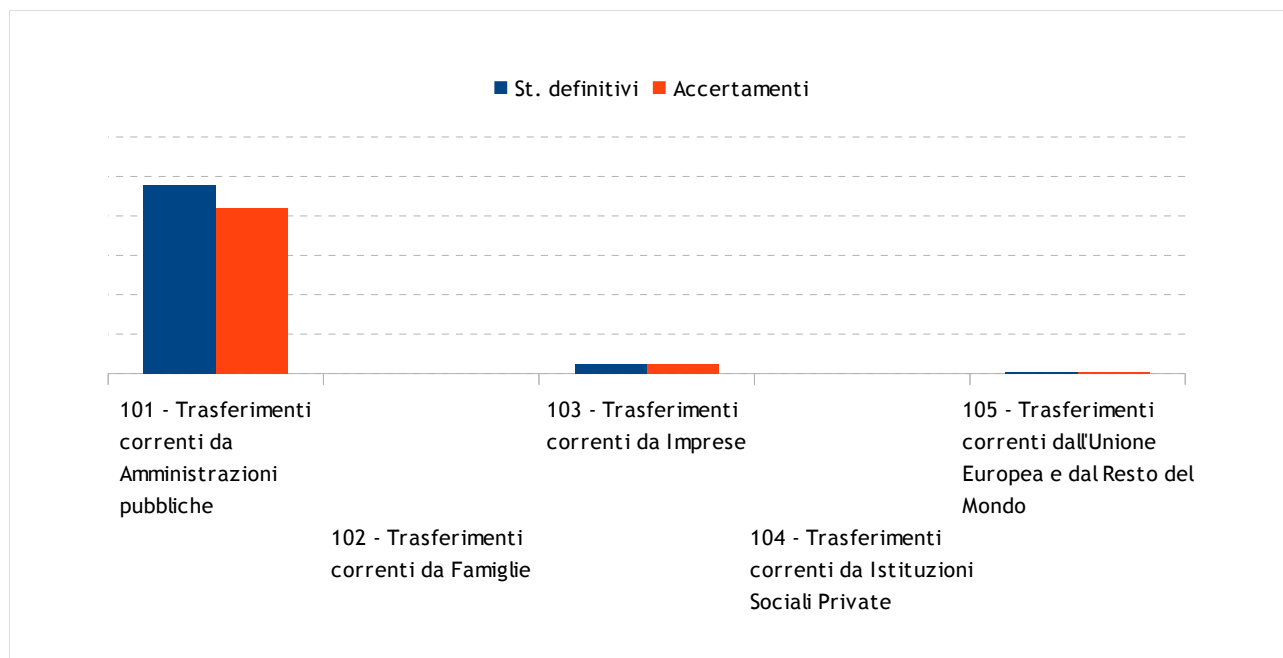 St. definitivi Accertamenti
101 - Trasferimenti
correnti da
Amministrazioni
pubbliche
102 - Trasferimenti
correnti da Famiglie
103 - Trasferimenti
correnti da Imprese
104 - Trasferimenti
correnti da Istituzioni
Sociali Private
105 - Trasferimenti
correnti dall'Unione
Europea e dal Resto del
Mondo